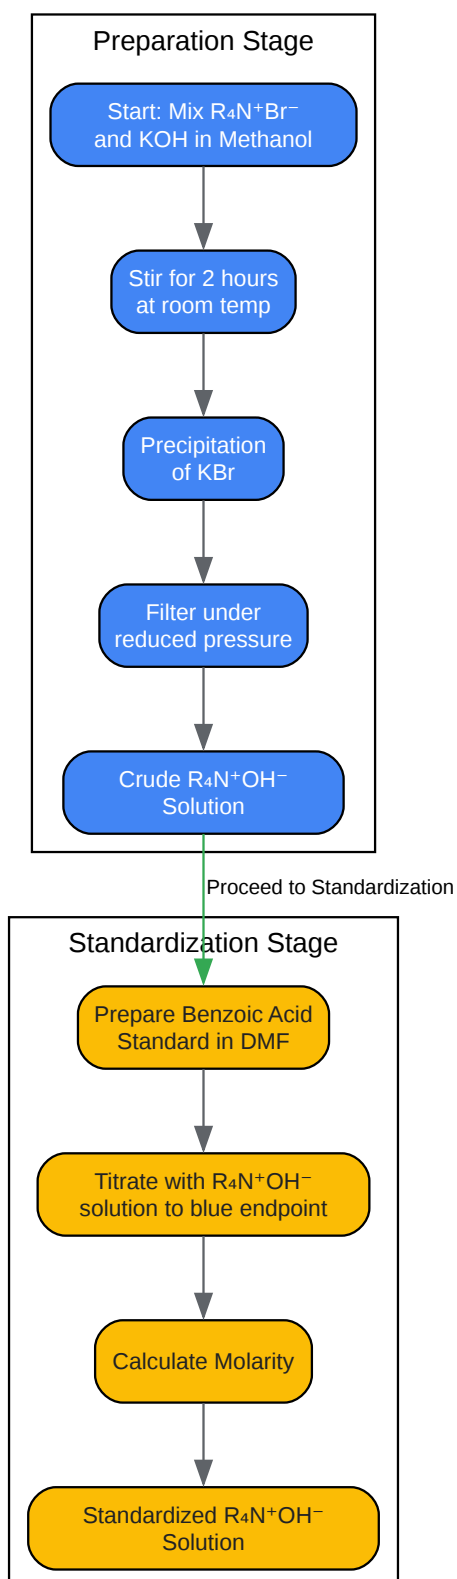 Preparation Stage
Start: Mix R₄N⁺Br⁻
and KOH in Methanol
Stir for 2 hours
at room temp
Precipitation
of KBr
Filter under
reduced pressure
Crude R₄N⁺OH⁻
Solution
Proceed to Standardization
Standardization Stage
Prepare Benzoic Acid
Standard in DMF
Titrate with R₄N⁺OH⁻
solution to blue endpoint
Calculate Molarity
Standardized R₄N⁺OH⁻
Solution